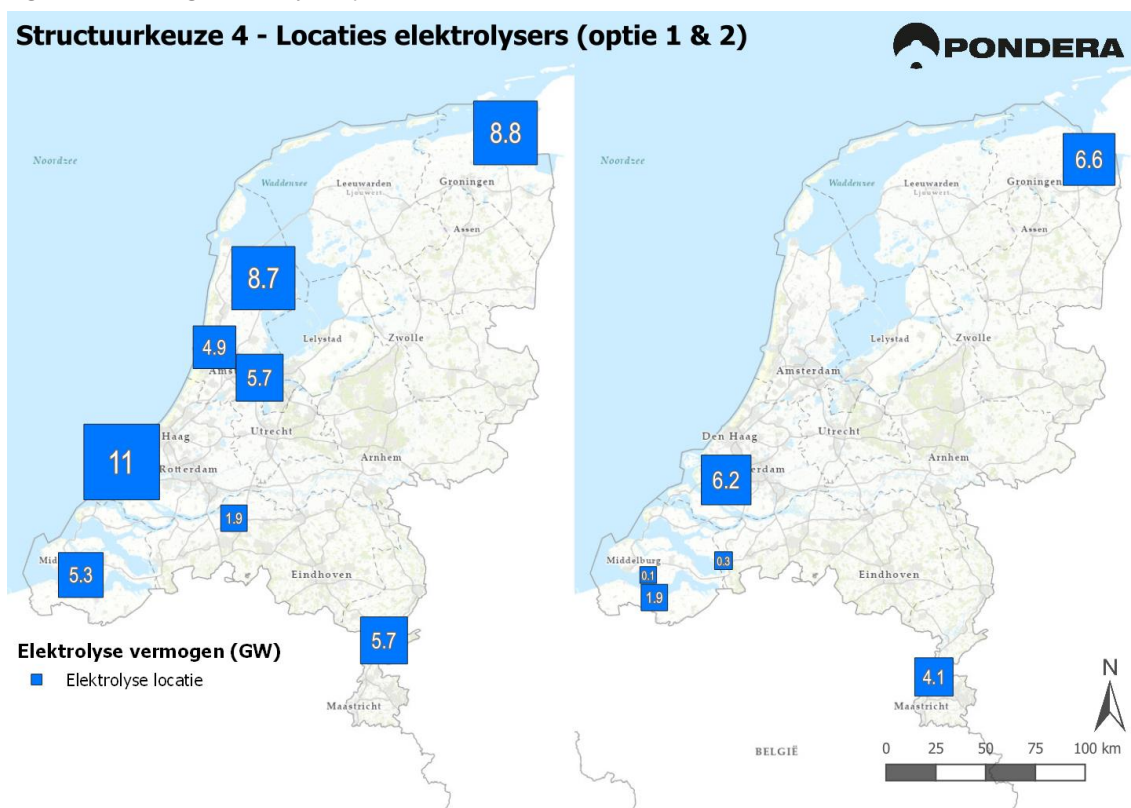 Structuurkeuze 4 - Locaties elektrolysers (optie 1 & 2)
PONDERA
8.8
Noordzee
Waddenzee
Leeuwarden
Ljouwert
Groningen
Assen
8.7
4.9
Lelystad
Zwolle
Amst
5.7
Haag
Utrecht
11
Rotterdam
Arnhem
1.9
Mid
5.3
Eindhoven
5.7
Maastricht
Elektrolyse vermogen (GW)
Elektrolyse locatie
6.6
Noordzee
Waddenzee
Leeuwarden
Ljouwert
Groningen
Assen
Lelystad
Zwolle
Amsterdam
Den Haag
Utrecht
6.2
rdam
Arnhem
0.3
Middelburg
0.1
1.9
Eindhoven
4.1
Maastricht
BELGIË
N
0 25 50 75 100 km